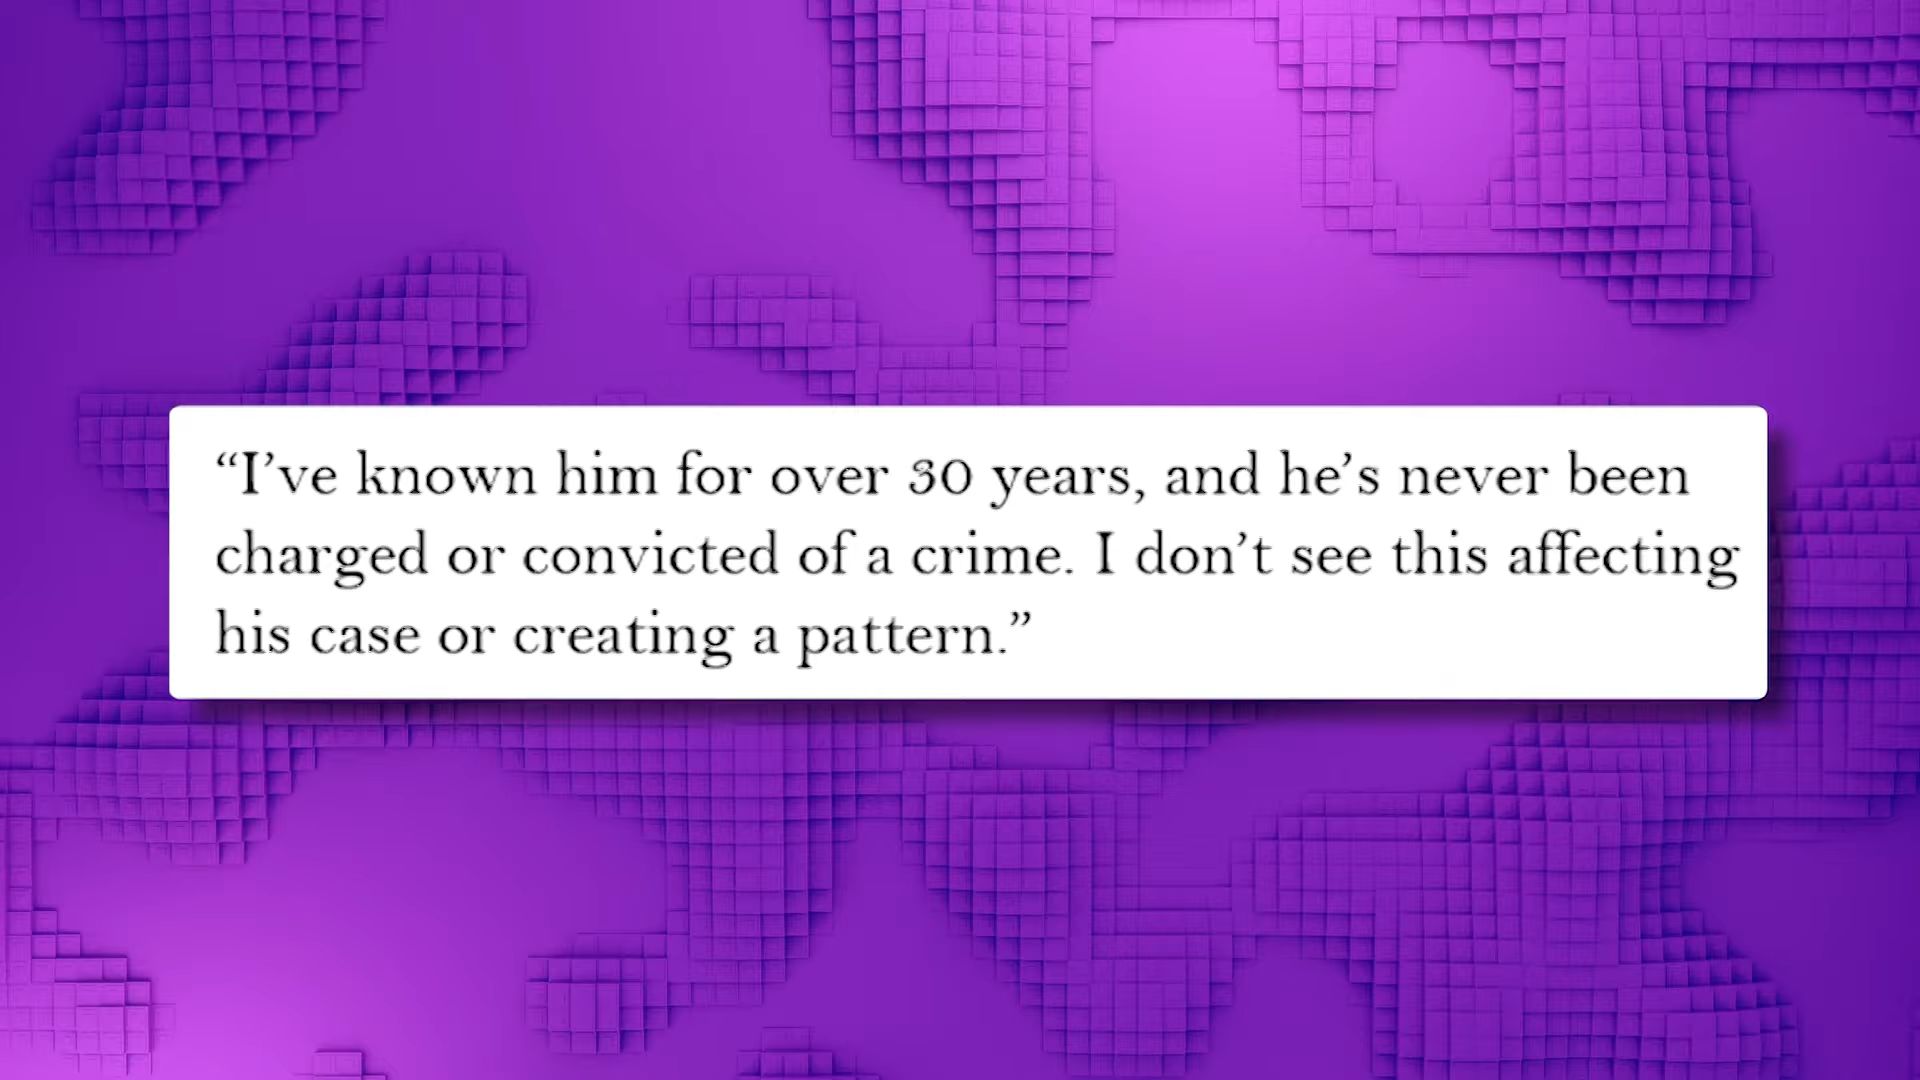 “I’ve known him for over 30 years, and he’s never been
charged or convicted of a crime. I don’t see this affecting
his case or creating a pattern.”